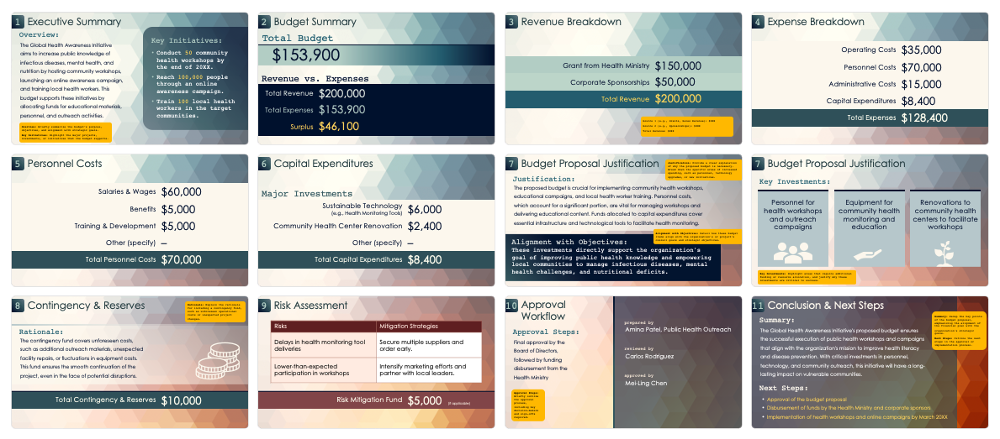 1 Executive Summary
Overview:
The Global Health Awareness Initiative
aims to increase public knowledge of
infectious diseases, mental health, and
nutrition by hosting community workshops,
launching an online awareness campaign,
and training local health workers. This
budget supports these initiatives by
allocating funds for educational materials,
personnel, and outreach activities.
Key Initiatives:
• Conduct 50 community
health workshops by
the end of 20XX.
• Reach 100,000 people
through an online
awareness campaign.
• Train 100 local health
workers in the target
communities.
2 Budget Summary
Total Budget
$153,900
Revenue vs. Expenses
Total Revenue $200,000
Total Expenses $153,900
Surplus $46,100
3 Revenue Breakdown
Grant from Health Ministry $150,000
Corporate Sponsorships $50,000
Total Revenue $200,000
4 Expense Breakdown
Operating Costs $35,000
Personnel Costs $70,000
Administrative Costs $15,000
Capital Expenditures $8,400
Total Expenses $128,400
5 Personnel Costs
Salaries & Wages $60,000
Benefits $5,000
Training & Development $5,000
Other (specify) –
Total Personnel Costs $70,000
6 Capital Expenditures
Major Investments
Sustainable Technology $6,000
(e.g., Health Monitoring Tools)
Community Health Center Renovation $2,400
Other (specify) –
Total Capital Expenditures $8,400
7 Budget Proposal Justification
Justification:
The proposed budget is crucial for implementing community health workshops,
educational campaigns, and local health worker training. Personnel costs,
which account for a significant portion, are vital for managing workshops and
delivering educational content. Funds allocated to capital expenditures cover
essential infrastructure and technological tools to facilitate health monitoring.
Alignment with Objectives:
These investments directly support the organization's
goal of improving public health knowledge and empowering
local communities to manage infectious diseases, mental
health challenges, and nutritional deficits.
7 Budget Proposal Justification
Key Investments:
Personnel for
health workshops
and outreach
campaigns
Equipment for
community health
monitoring and
education
Renovations to
community health
centers to facilitate
workshops
8 Contingency & Reserves
Rationale:
The contingency fund covers unforeseen costs,
such as additional outreach materials, unexpected
facility repairs, or fluctuations in equipment costs.
This fund ensures the smooth continuation of the
project, even in the face of potential disruptions.
Total Contingency & Reserves $10,000
9 Risk Assessment
Risks Mitigation Strategies
Delays in health monitoring tool
deliveries
Secure multiple suppliers and
order early.
Lower-than-expected
participation in workshops
Intensify marketing efforts and
partner with local leaders.
Risk Mitigation Fund $5,000 (if applicable)
10 Approval
Workflow
Approval Steps:
Final approval by the
Board of Directors,
followed by funding
disbursement from the
Health Ministry
prepared by
Amina Patel, Public Health Outreach
reviewed by
Carlos Rodriguez
approved by
Mei-Ling Chen
11 Conclusion & Next Steps
Summary:
The Global Health Awareness Initiative's proposed budget ensures
the successful execution of public health workshops and campaigns
that align with the organization's mission to improve health literacy
and disease prevention. With critical investments in personnel,
technology, and community outreach, this initiative will have a long-
lasting impact on vulnerable communities.
Next Steps:
• Approval of the budget proposal
• Disbursement of funds by the Health Ministry and corporate sponsors
• Implementation of health workshops and online campaigns by March 20XX